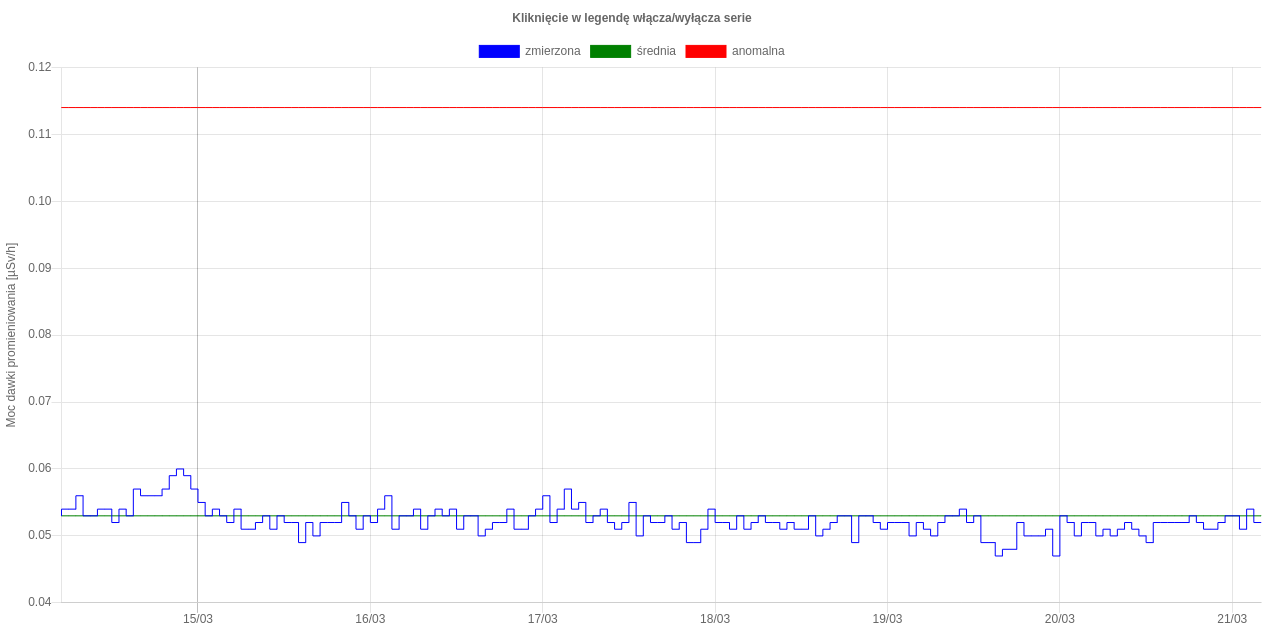 Kliknięcie w legendę włącza/wyłącza serie
zmierzona średnia anomalna
Moc dawki promieniowania [µSv/h]
0.12
0.11
0.10
0.09
0.08
0.07
0.06
0.05
0.04
15/03 16/03 17/03 18/03 19/03 20/03 21/03